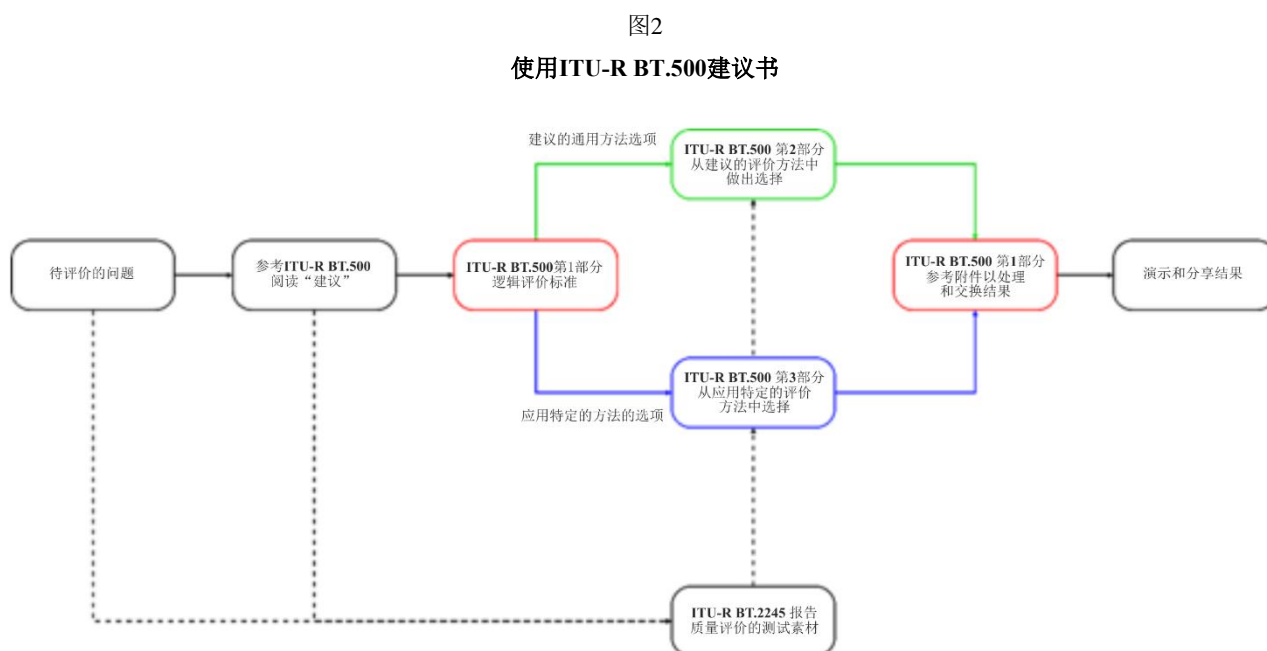 图2
使用ITU-R BT.500建议书
建议的通用方法选项
ITU-R BT.500 第2部分
从建议的评价方法中
做出选择
待评价的问题
参考ITU-R BT.500
阅读“建议”
ITU-R BT.500第1部分
逻辑评价标准
ITU-R BT.500 第1部分
参考附件以处理
和交换结果
演示和分享结果
ITU-R BT.500 第3部分
从应用特定的评价
方法中选择
应用特定的方法的选项
ITU-R BT.2245 报告
质量评价的测试素材